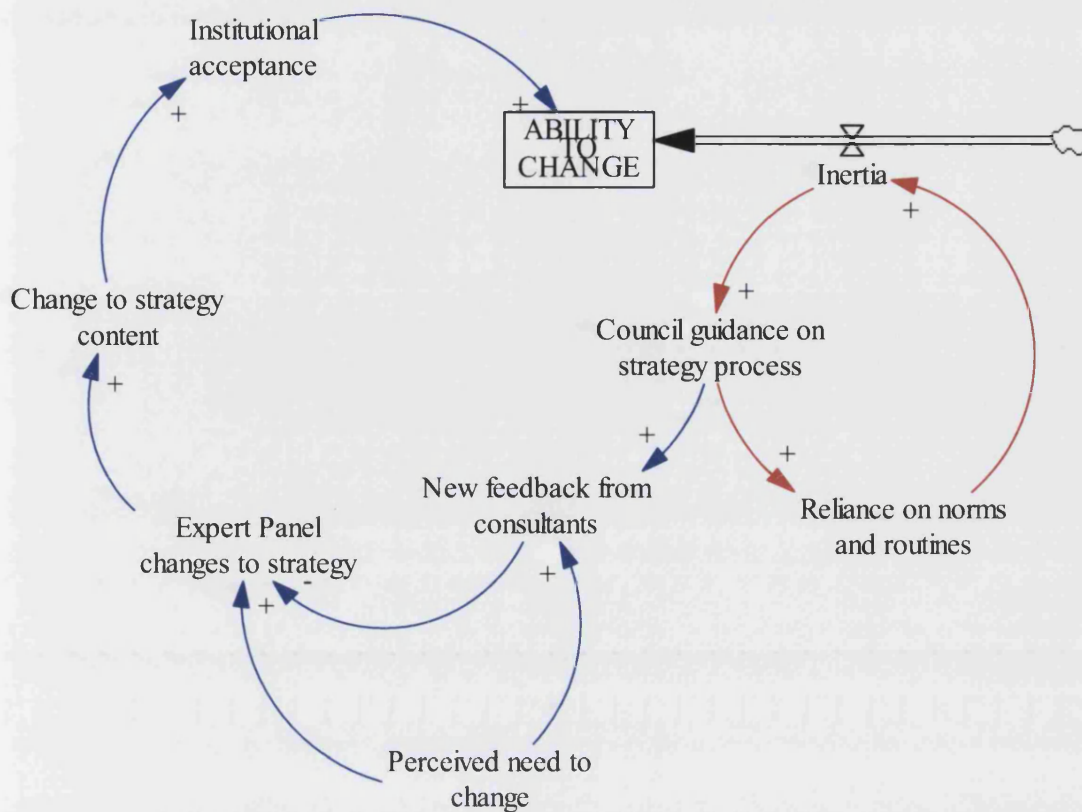 Institutional
acceptance
+
+
ABILITY
TO
CHANGE
Inertia
+
Change to strategy
content
+
Council guidance on
strategy process
+
+
+
New feedback from
consultants
Reliance on norms
and routines
Expert Panel
changes to strategy
-
+
+
Perceived need to
change